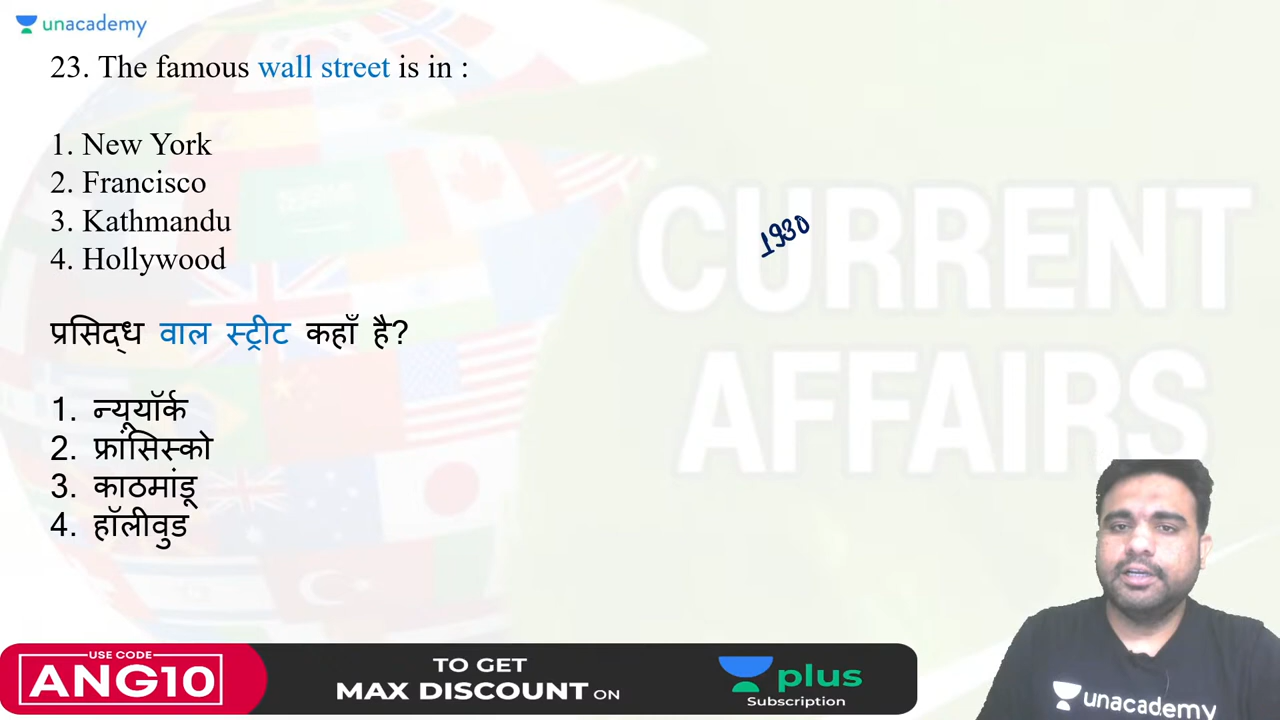 unacademy
23. The famous wall street is in :
1. New York
2. Francisco
3. Kathmandu
4. Hollywood
1930
CURRENT
AFFAIRS
प्रसिद्ध वाल स्ट्रीट कहाँ है?
1. न्यूयॉर्क
2. फ्रांसिस्को
3. काठमांडू
4. हॉलीवुड
USE CODE
ANG10
TO GET
MAX DISCOUNT ON
plus
Subscription
unacademy